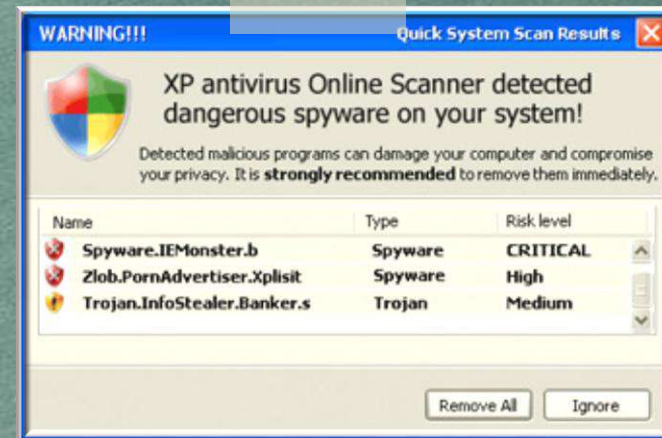 WARNING!!! Quick System Scan Results
XP antivirus Online Scanner detected
dangerous spyware on your system!
Detected malicious programs can damage your computer and compromise
your privacy. It is strongly recommended to remove them immediately.
Name Type Risk level
Spyware.IEMonster.b Spyware CRITICAL
Zlob.PornAdvertiser.Xplisit Spyware High
Trojan.InfoStealer.Banker.s Trojan Medium
Remove All Ignore